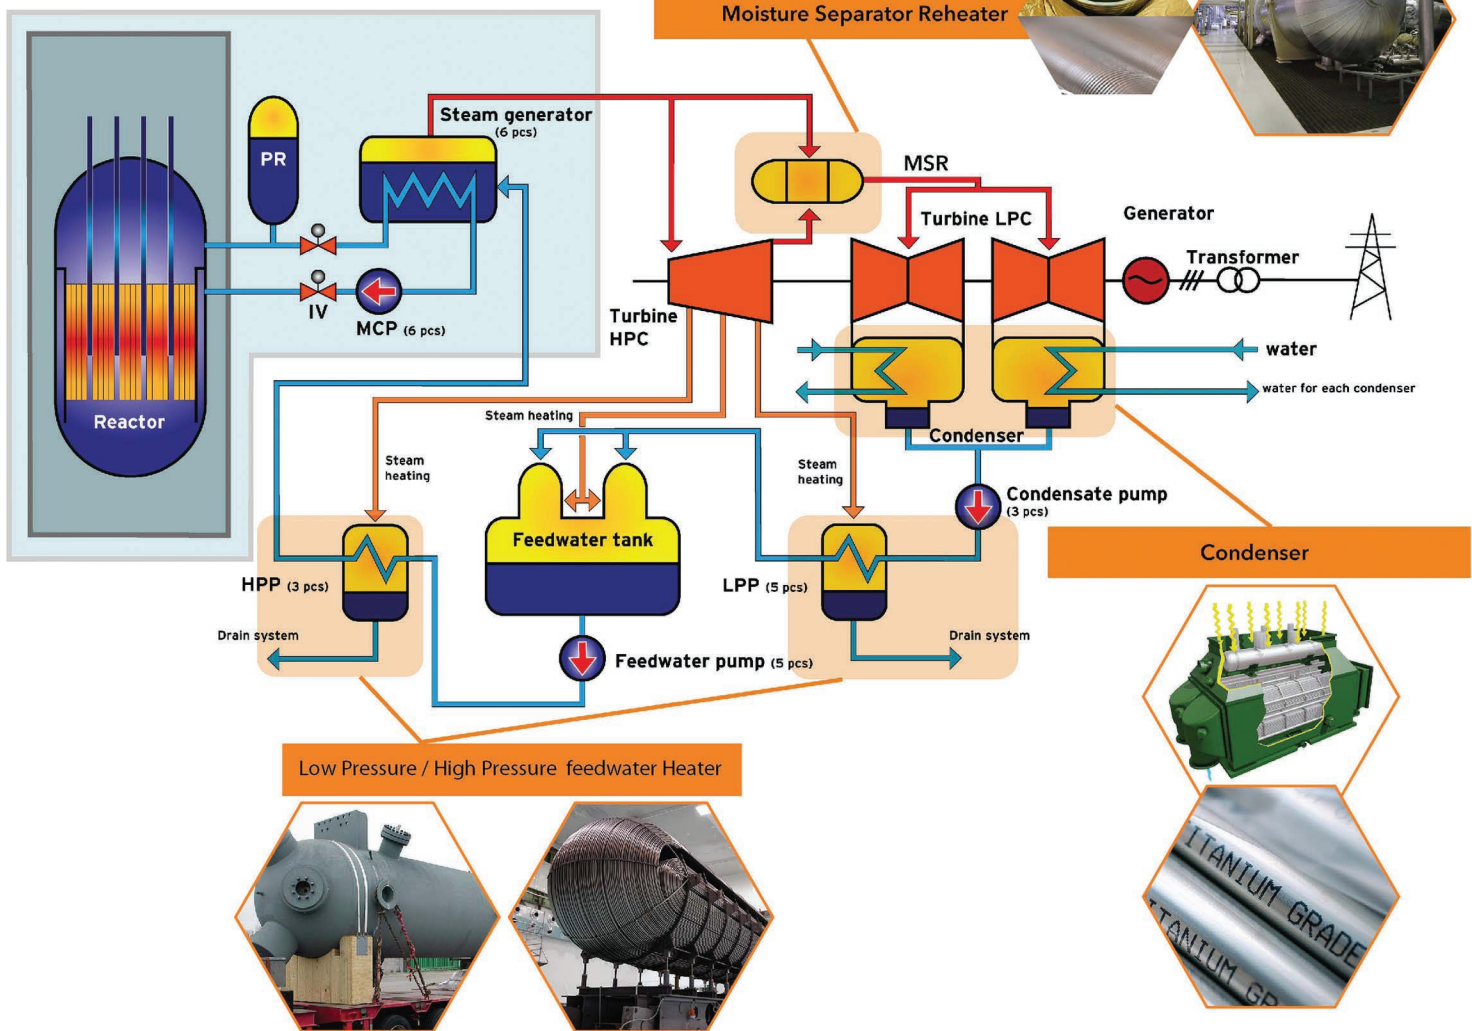 Moisture Separator Reheater
Steam generator
(6 pcs)
PR
MSR
Turbine LPC
Generator
Transformer
IV
MCP (6 pcs)
Turbine
HPC
water
water for each condenser
Reactor
Steam heating
Condenser
Steam
heating
Steam
heating
Condensate pump
(3 pcs)
Feedwater tank
Condenser
HPP (3 pcs)
LPP (5 pcs)
Drain system
Drain system
Feedwater pump (5 pcs)
Low Pressure / High Pressure feedwater Heater
ITANIUM GRADE
ITANIUM GR